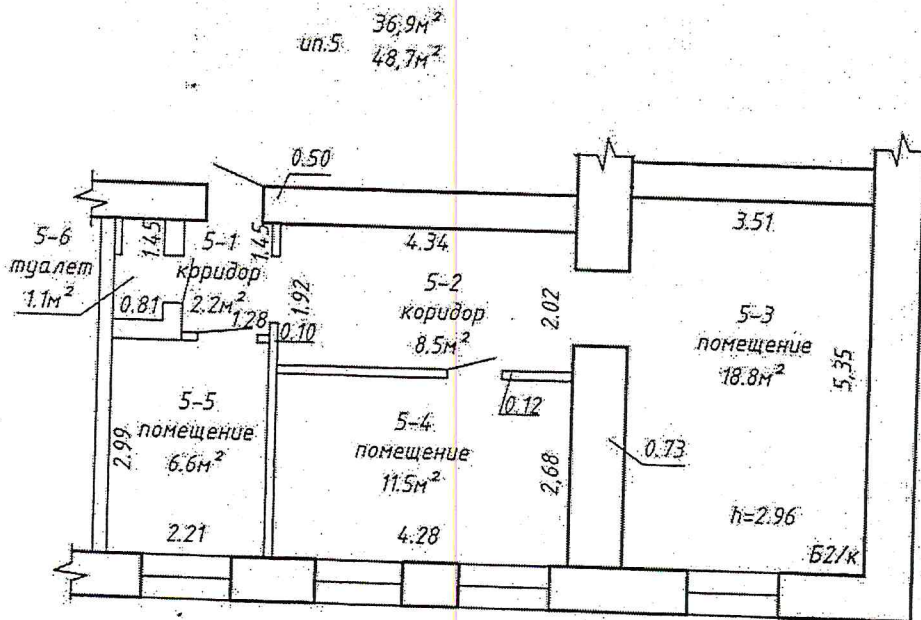 36,9м²
ип.5
48,7м²
0.50
3.51
5-6
туалет
1.1м²
1.45
5-1
коридор
2.2м²
1.45
4.34
5-2
коридор
8.5м²
1.92
2.02
5-3
помещение
18.8м²
5,35
0.81
1.28
0.10
0.12
5-5
помещение
6.6м²
2.99
5-4
помещение
11.5м²
2,68
0.73
h=2.96
2.21
4.28
Б2/к